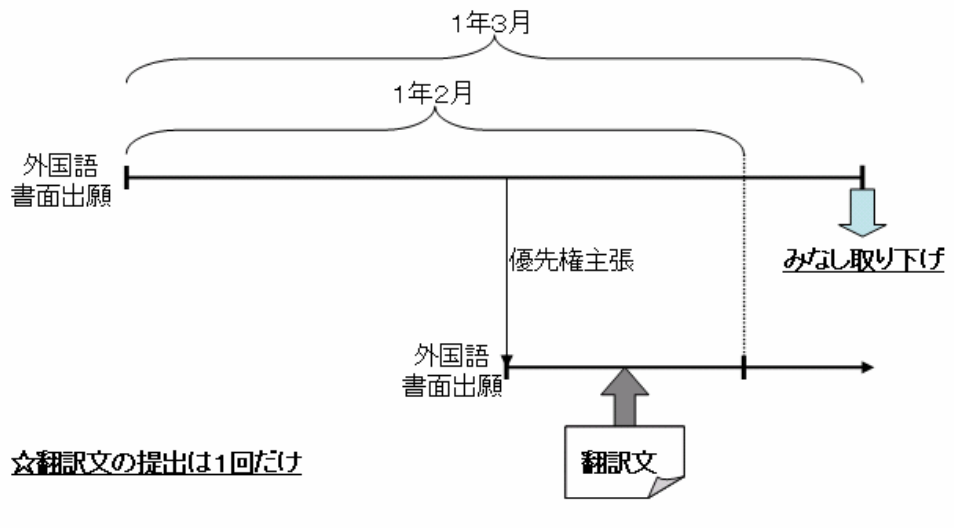 1年3月
1年2月
外国語
書面出願
優先権主張
みなし取り下げ
外国語
書面出願
☆翻訳文の提出は1回だけ
翻訳文